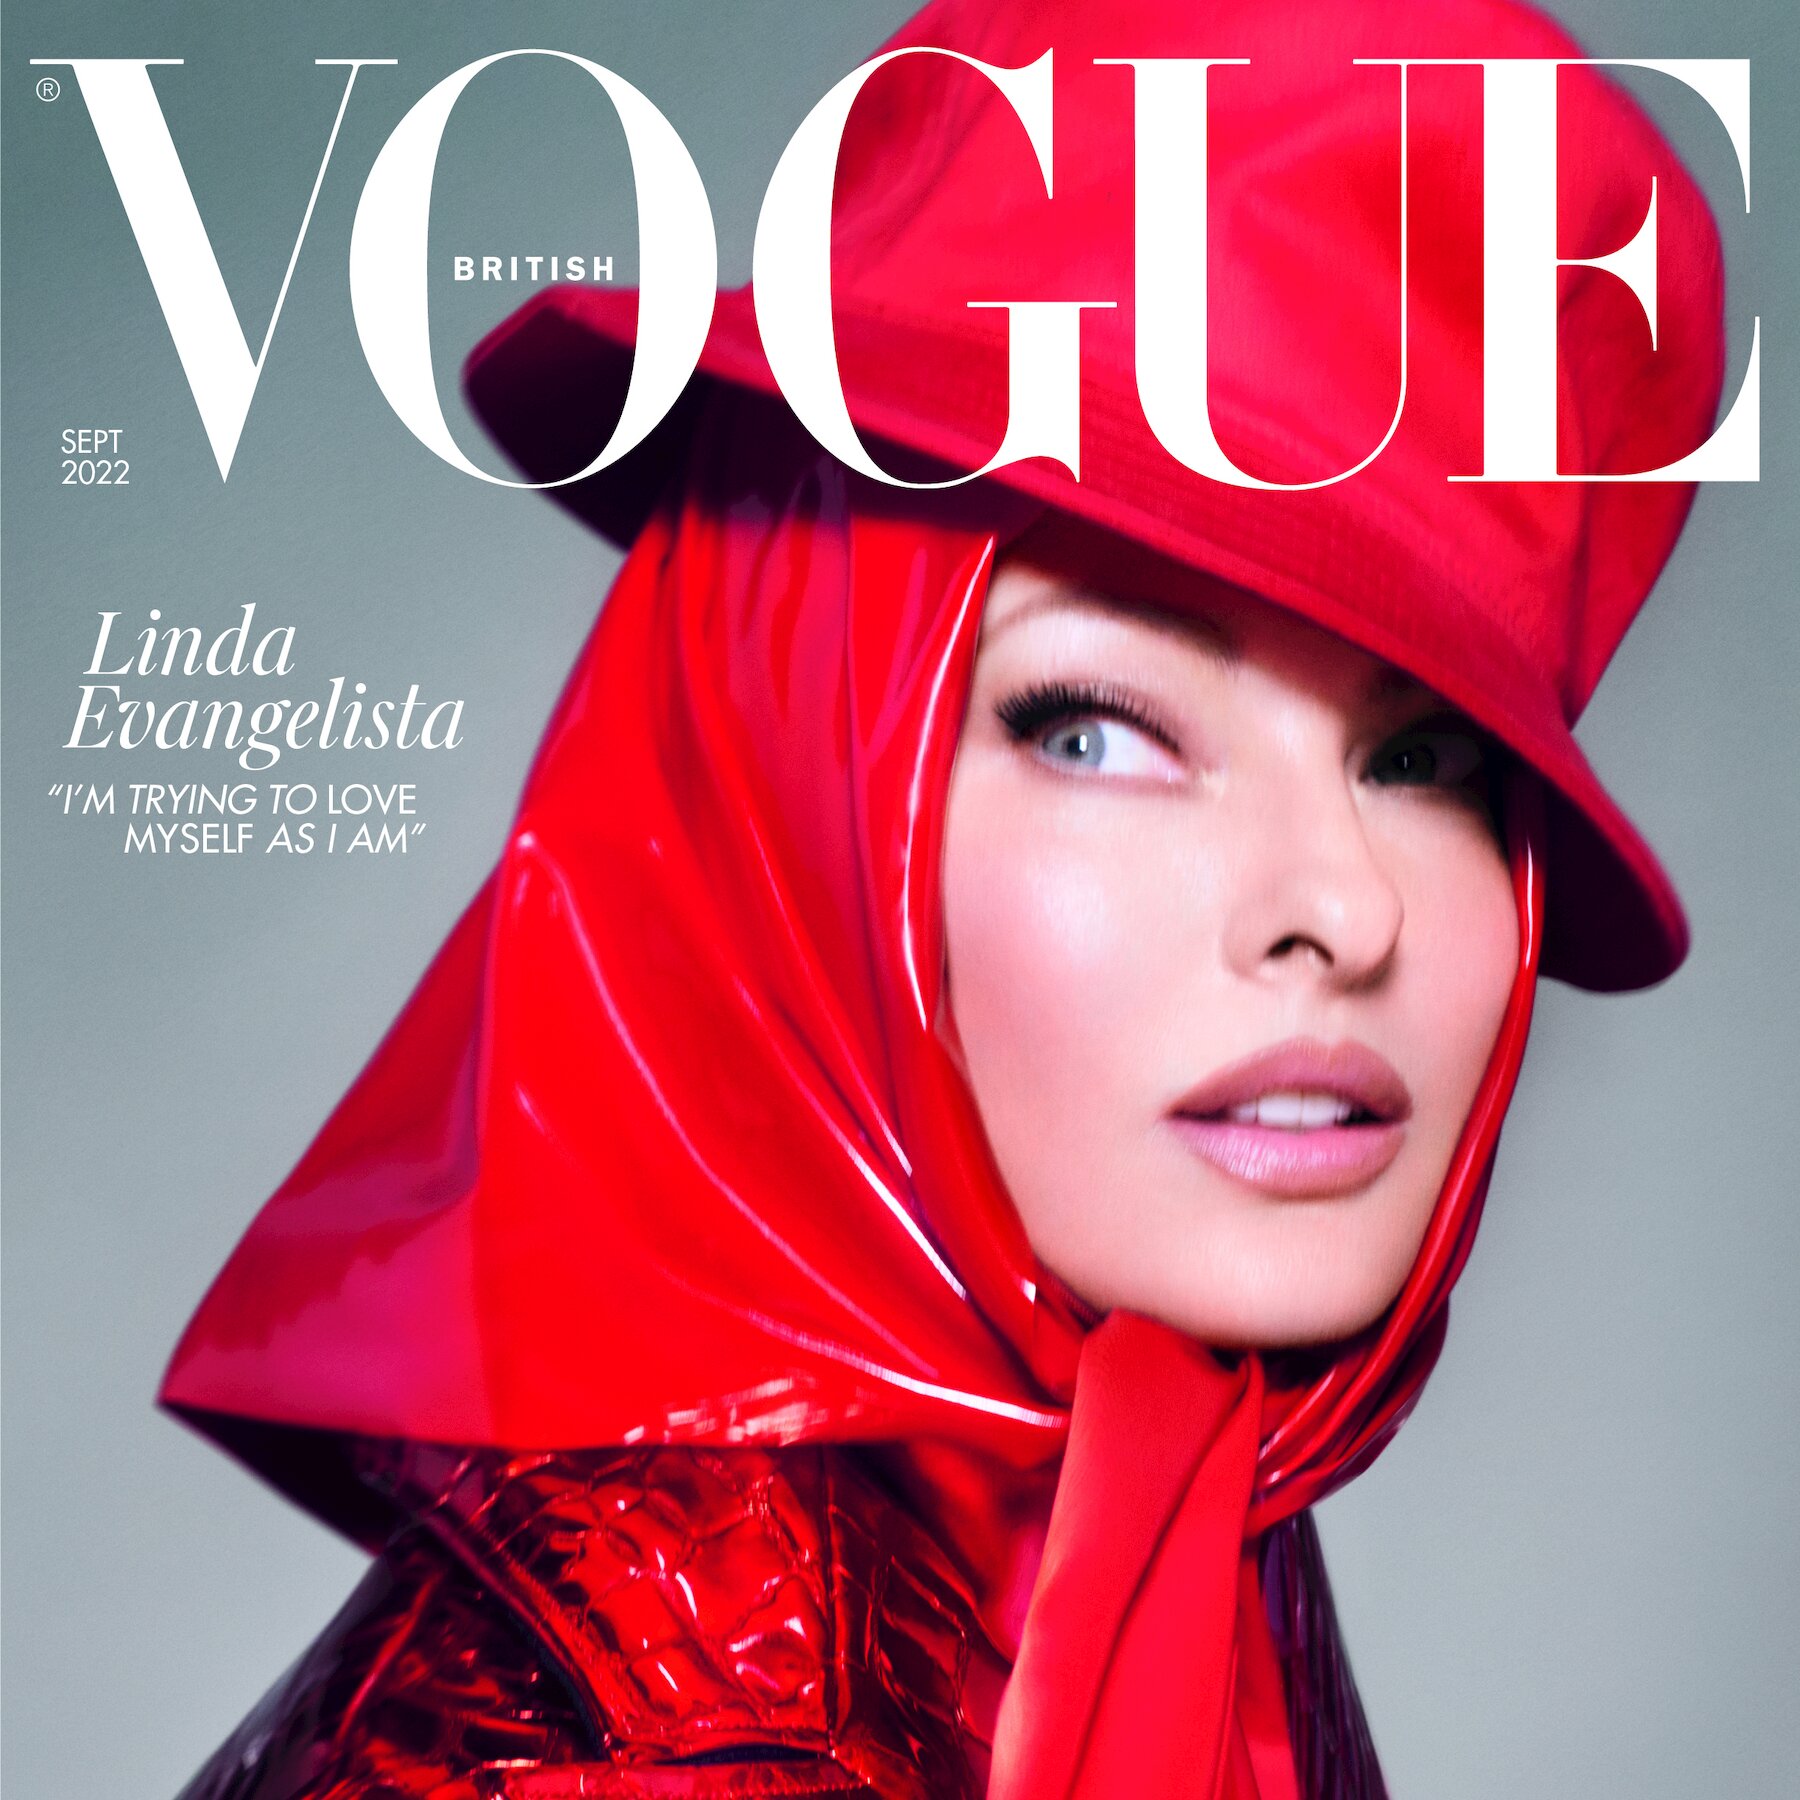 VOGUE
®
BRITISH
SEPT
2022
Linda
Evangelista
“I’M TRYING TO LOVE
MYSELF AS I AM”